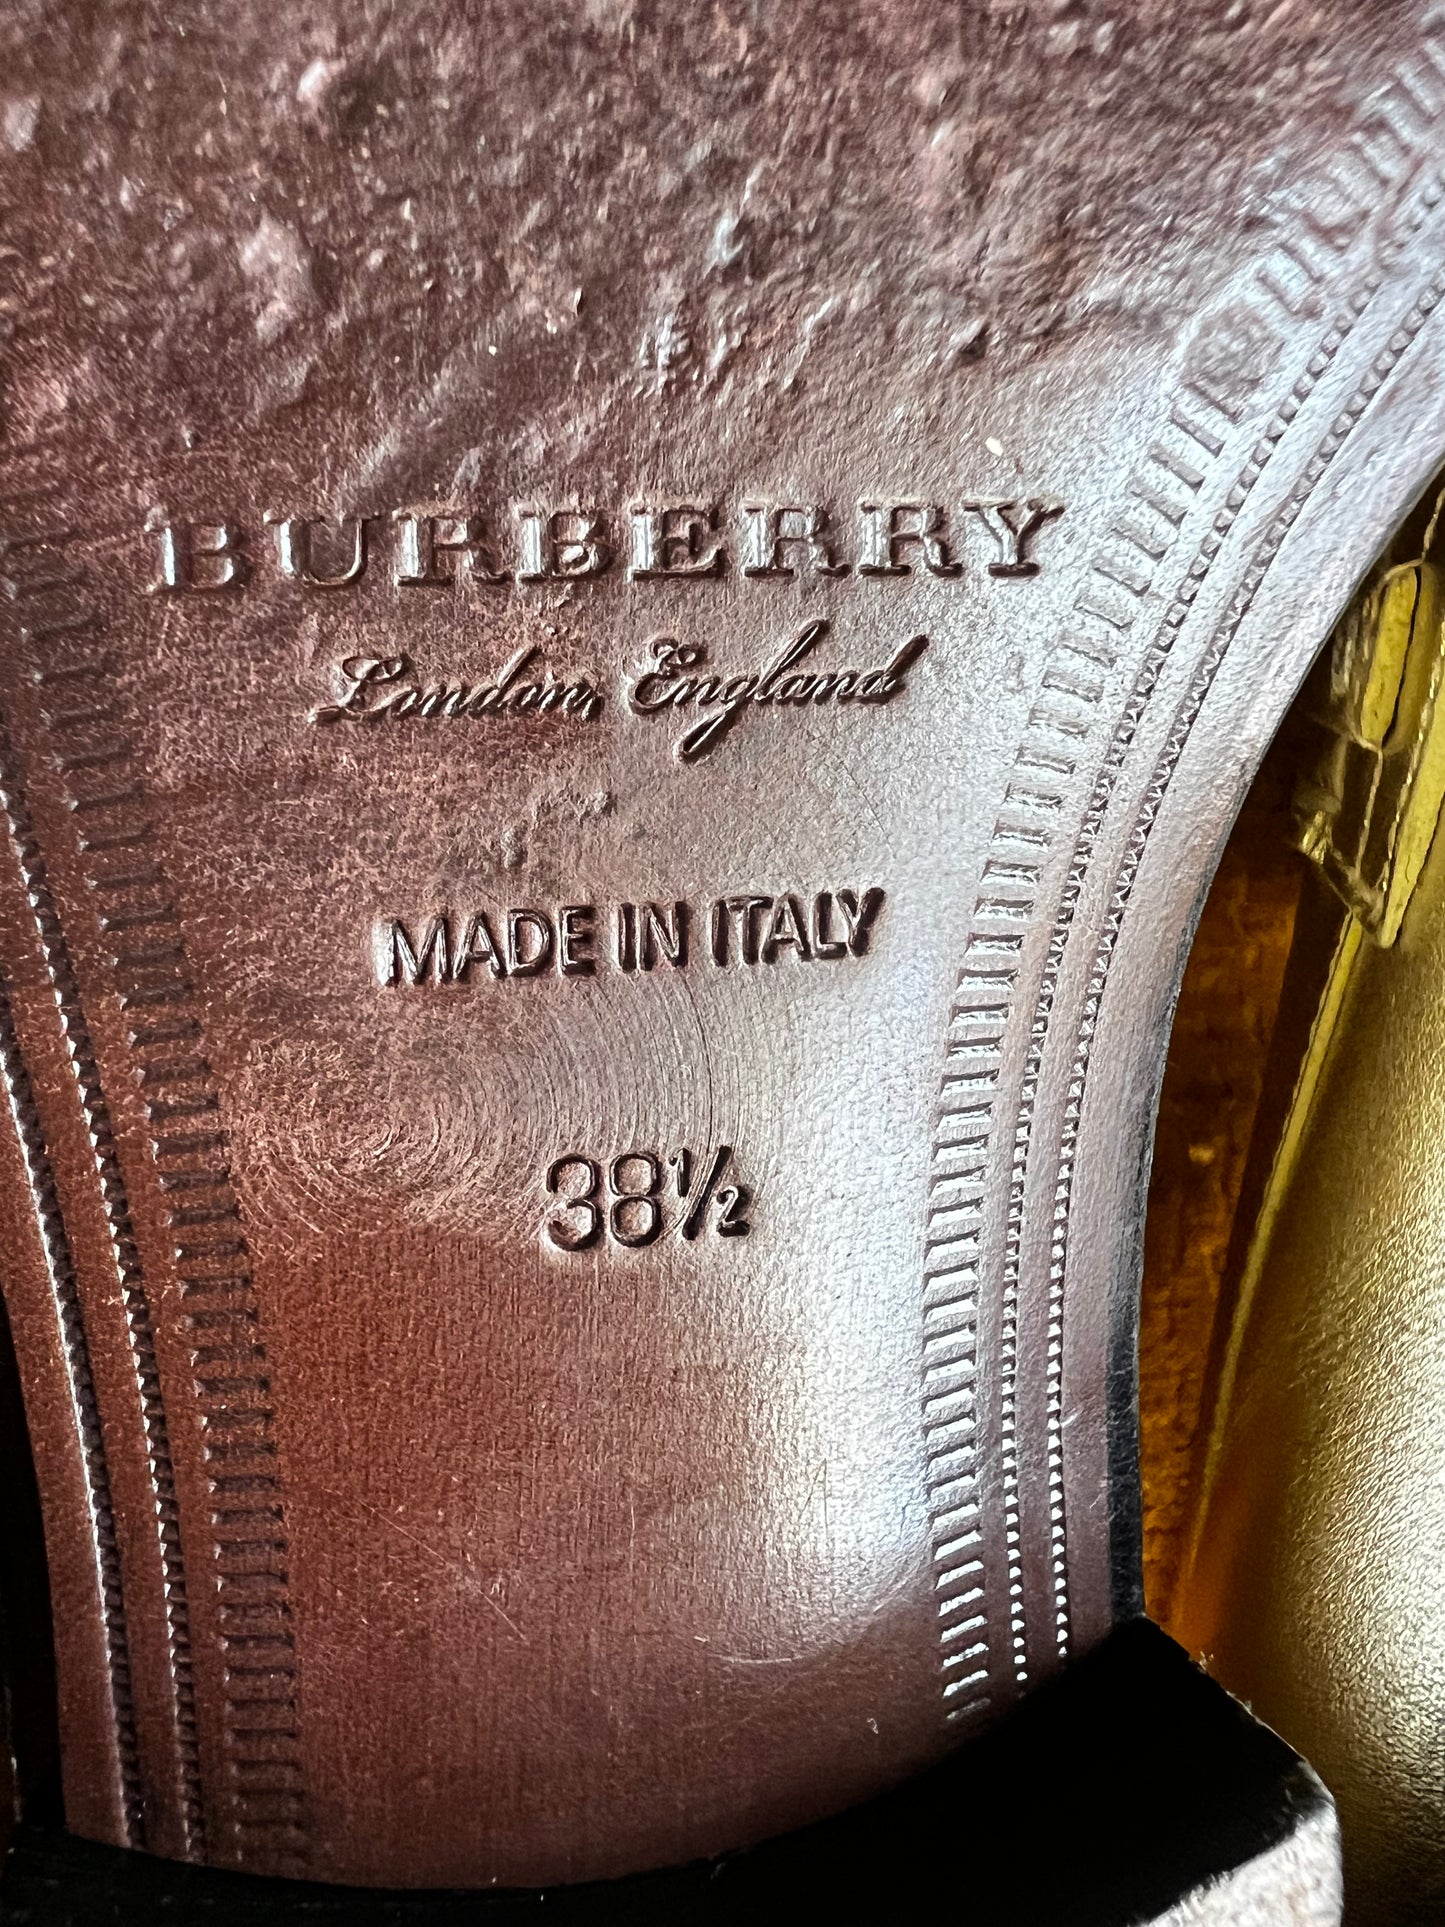 BURBERRY
London, England
MADE IN ITALY
38½